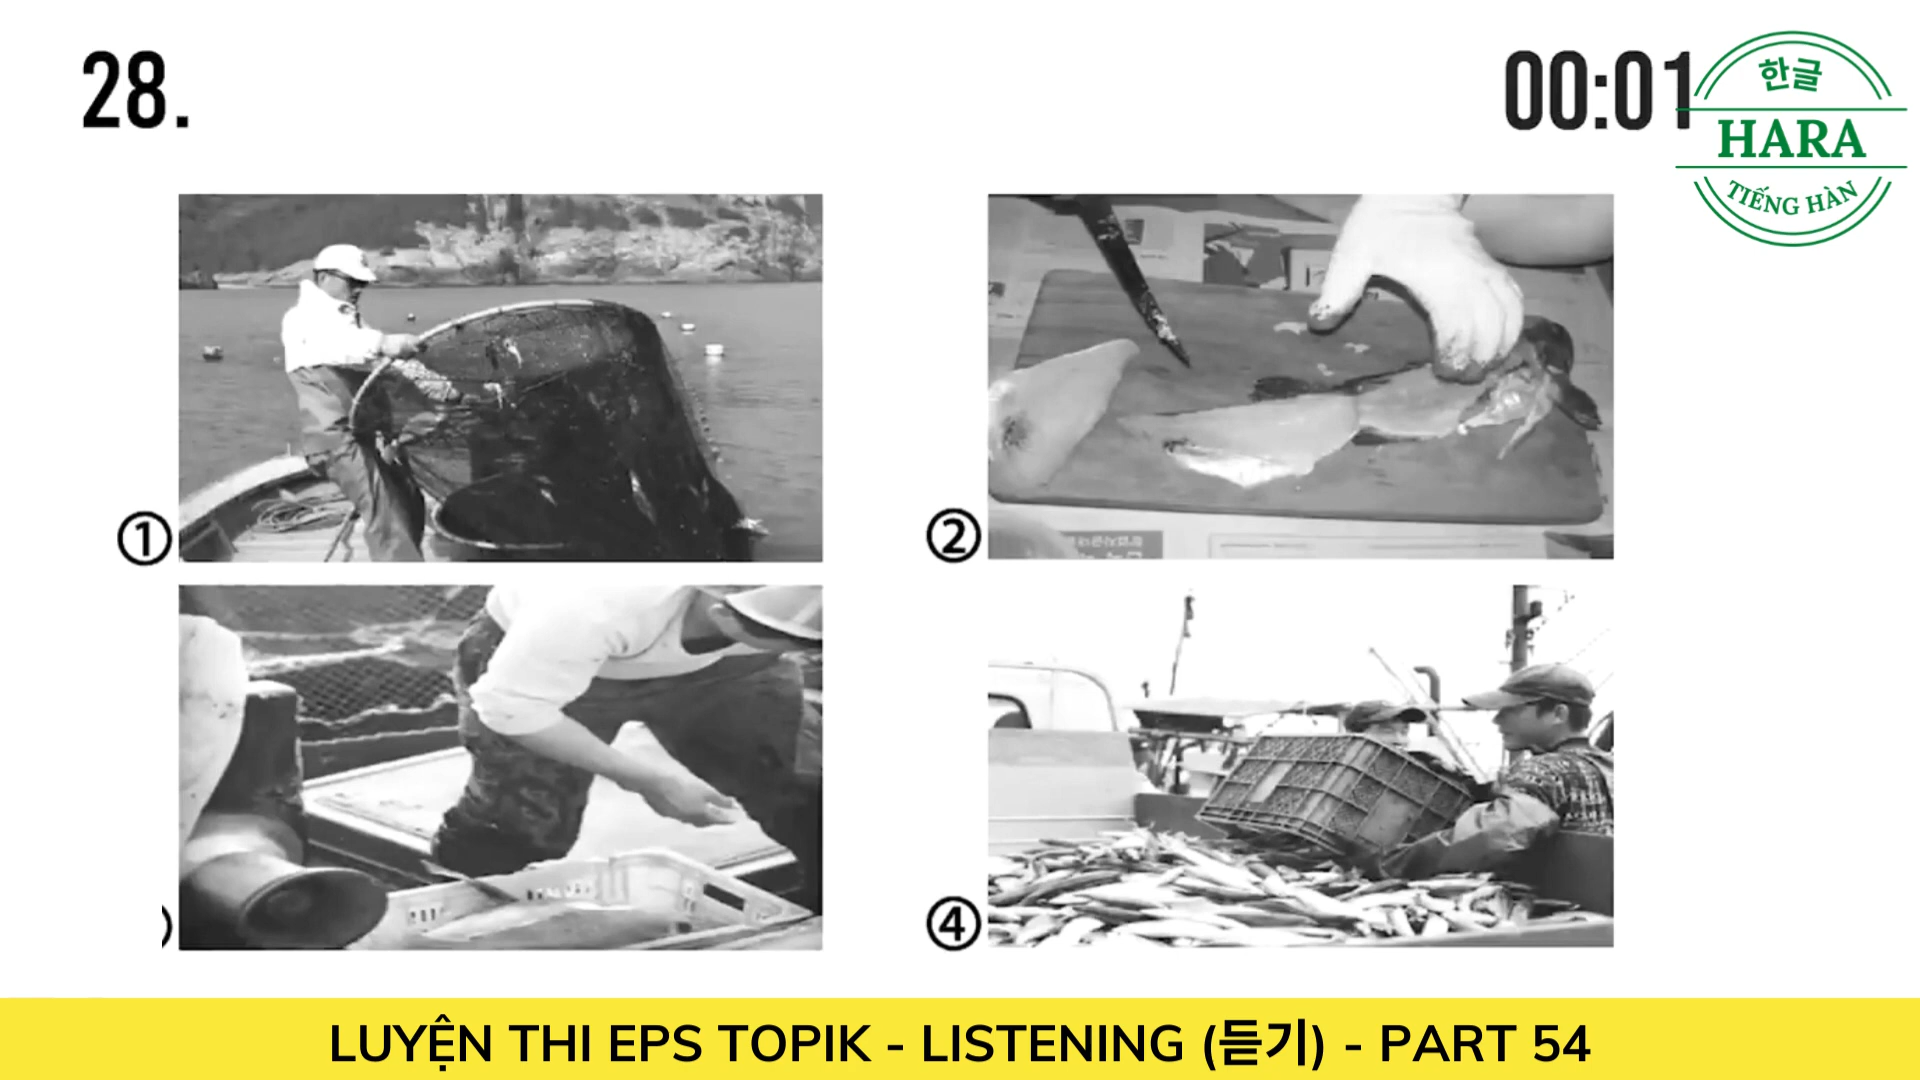 28.
00:01
한글
HARA
TIẾNG HÀN
①
②
④
LUYỆN THI EPS TOPIK - LISTENING (듣기) - PART 54